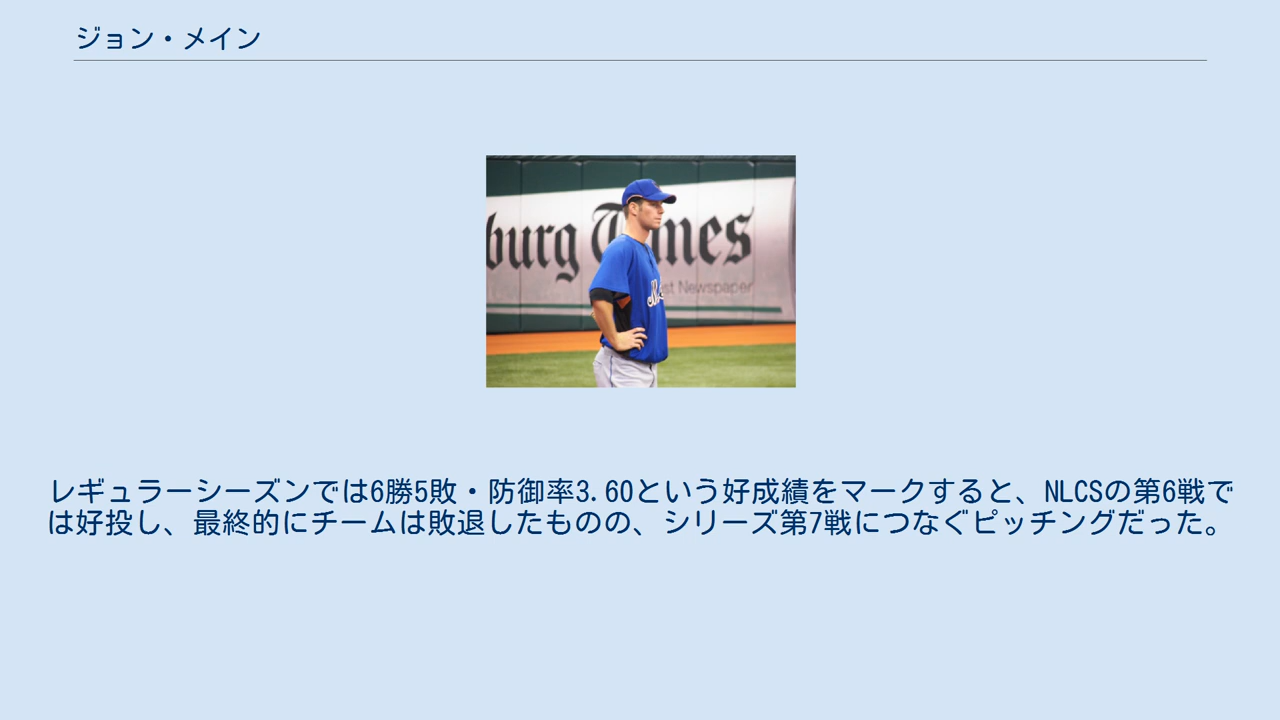 ジョン・メイン
burg Times
st Newspaper
レギュラーシーズンでは6勝5敗・防御率3.60という好成績をマークすると、NLCSの第6戦で
は好投し、最終的にチームは敗退したものの、シリーズ第7戦につなぐピッチングだった。